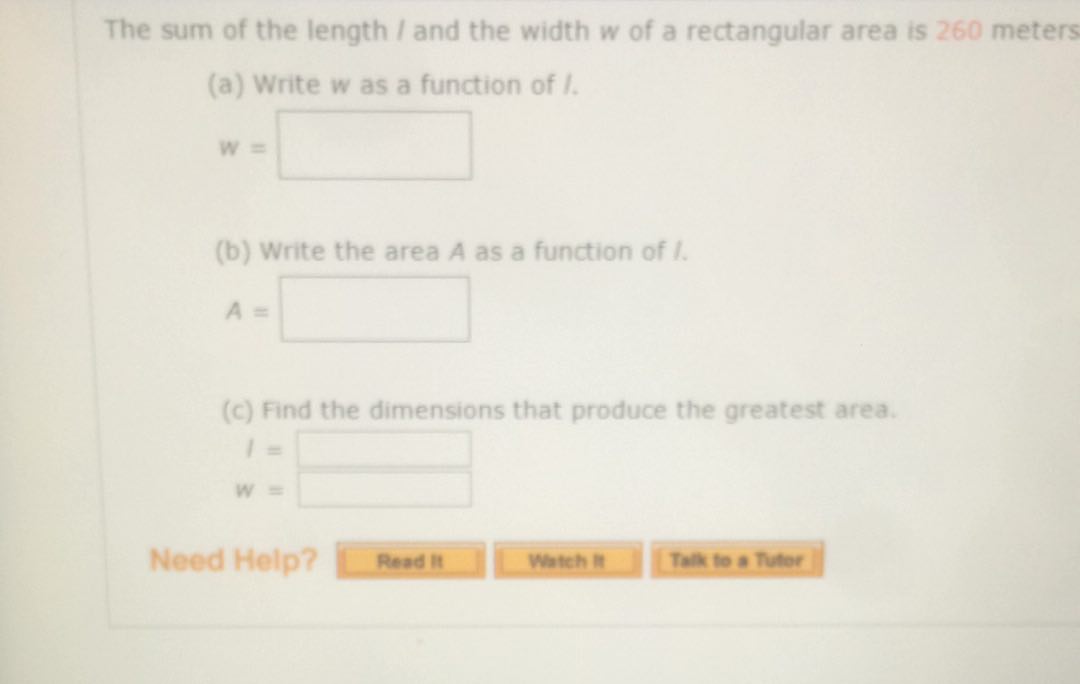 The sum of the length l and the width w of a rectangular area is 260 meters
(a) Write w as a function of l.
w =
(b) Write the area A as a function of l.
A =
(c) Find the dimensions that produce the greatest area.
l =
w =
Need Help? Read It Watch It Talk to a Tutor